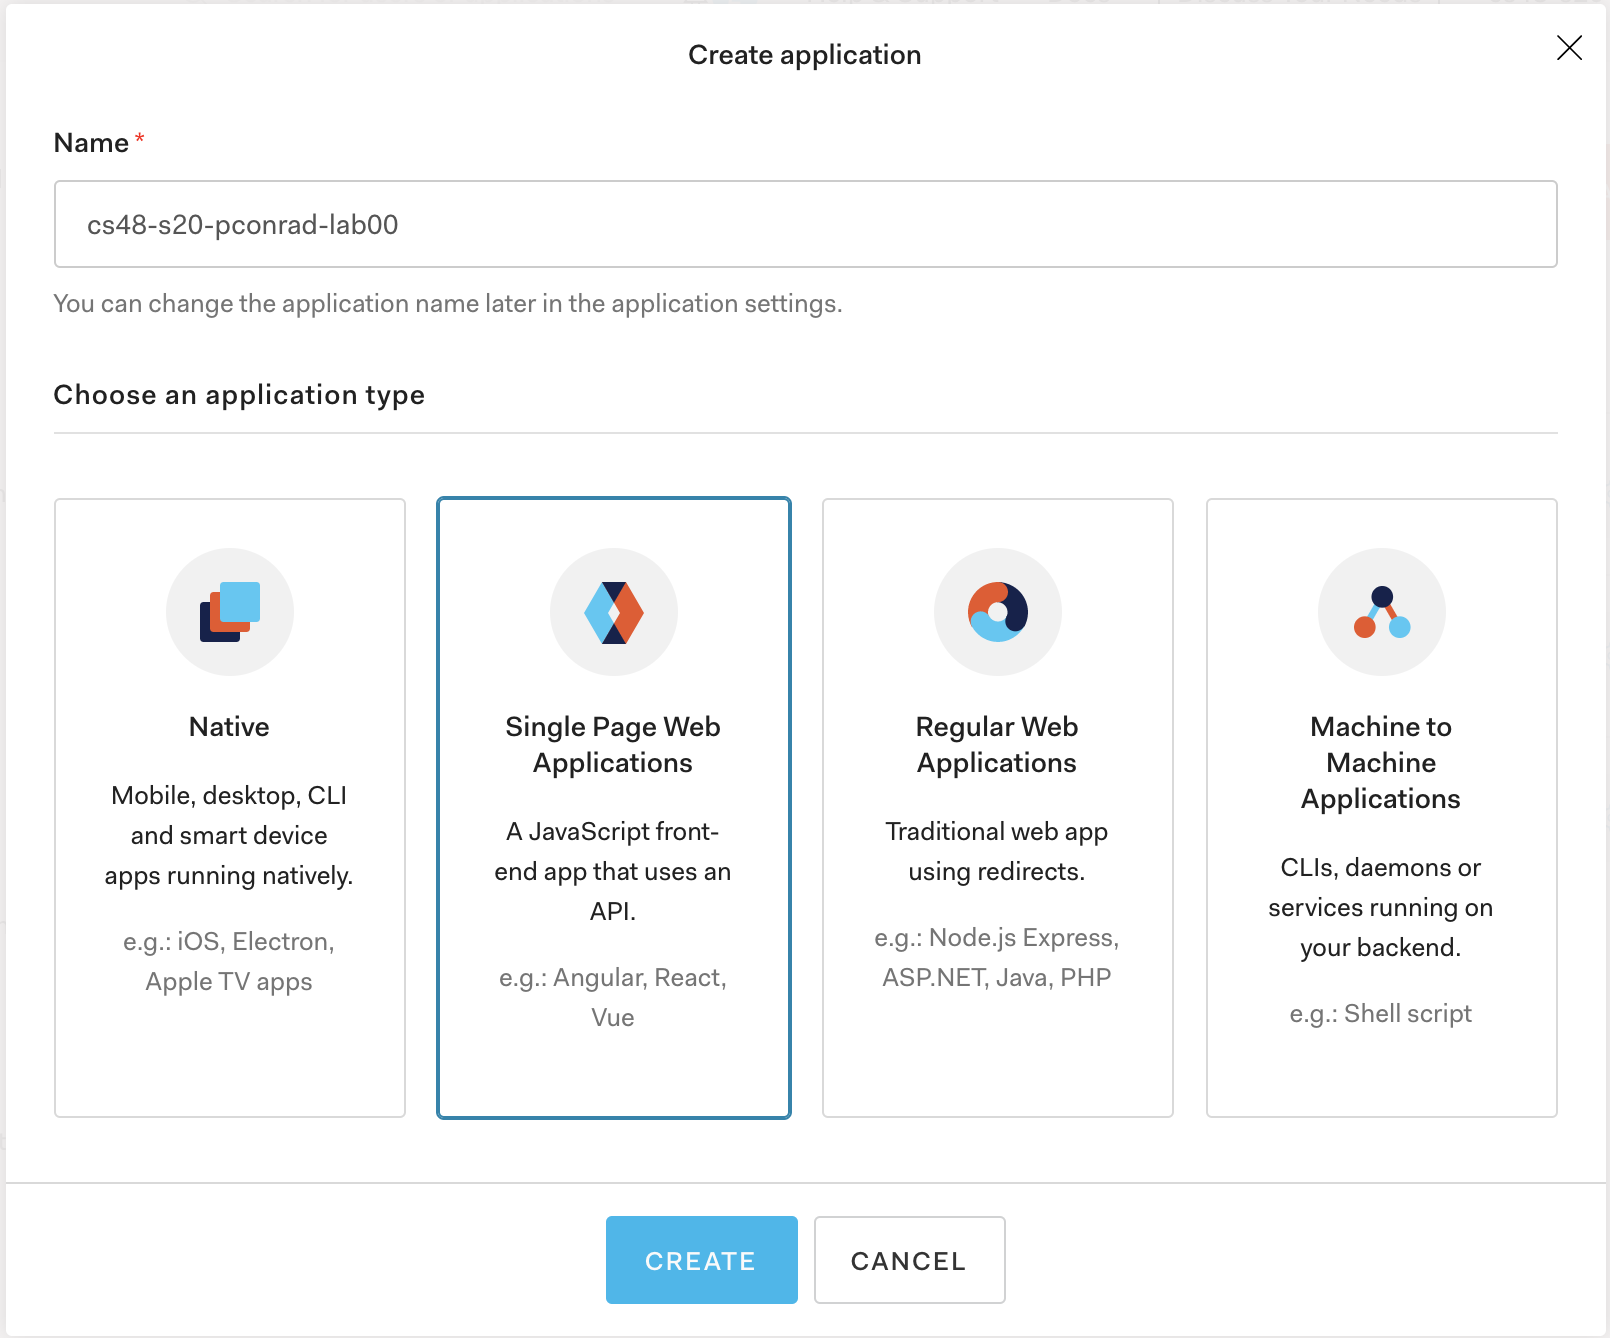 Create application
Name *
cs48-s20-pconrad-lab00
You can change the application name later in the application settings.
Choose an application type
Native
Mobile, desktop, CLI
and smart device
apps running natively.
e.g.: iOS, Electron,
Apple TV apps
Single Page Web
Applications
A JavaScript front-
end app that uses an
API.
e.g.: Angular, React,
Vue
Regular Web
Applications
Traditional web app
using redirects.
e.g.: Node.js Express,
ASP.NET, Java, PHP
Machine to
Machine
Applications
CLIs, daemons or
services running on
your backend.
e.g.: Shell script
CREATE
CANCEL